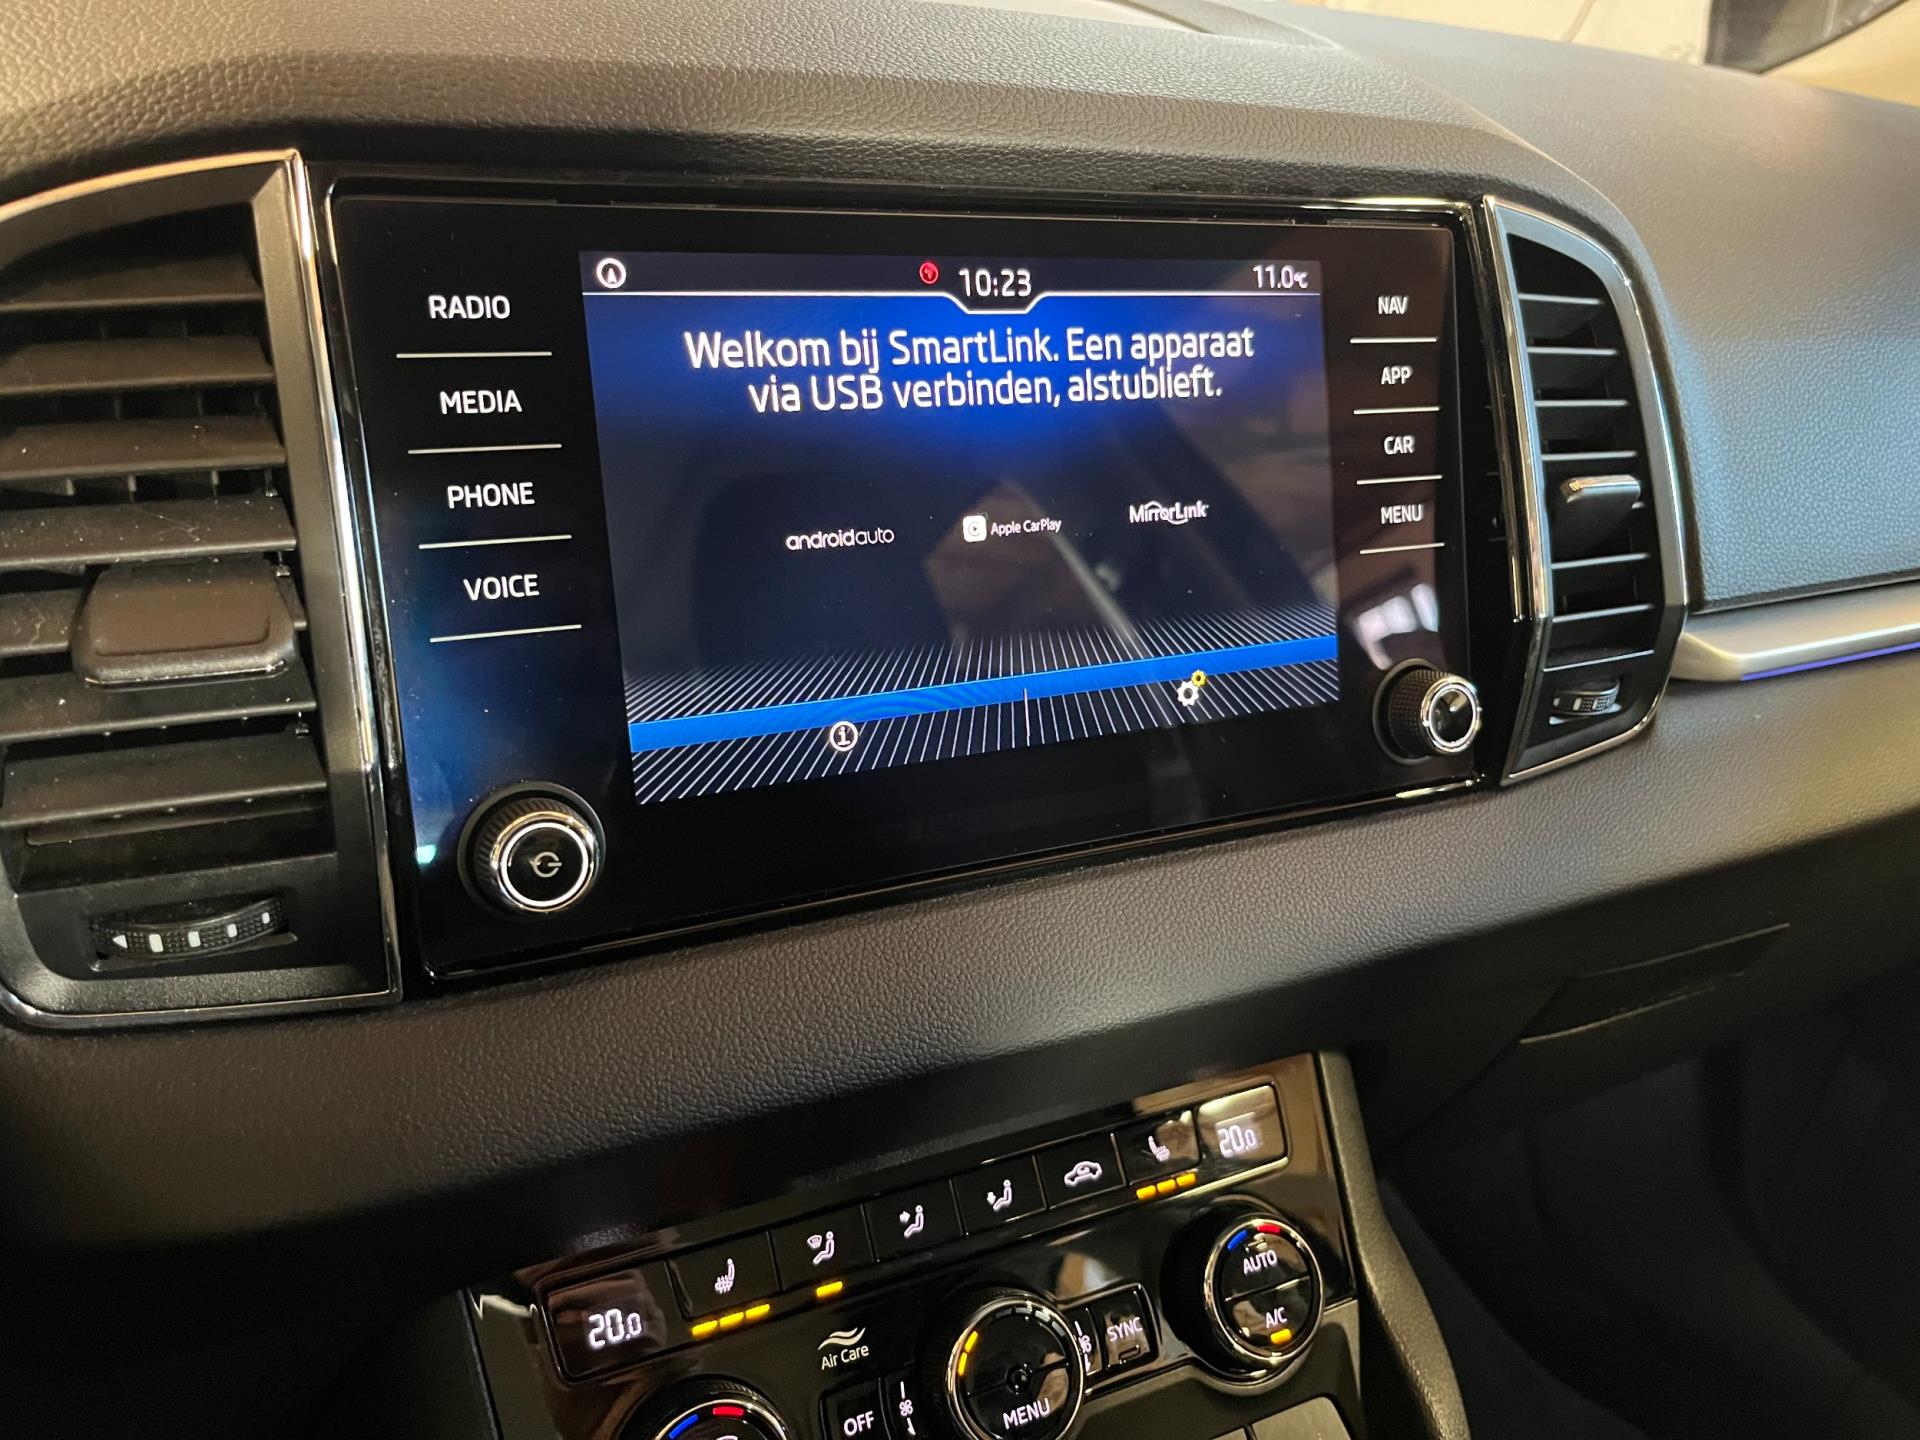 10:23
11.0°C
RADIO
MEDIA
PHONE
VOICE
Welkom bij SmartLink. Een apparaat
via USB verbinden, alstublieft.
androidauto
Apple CarPlay
MirrorLink
NAV
APP
CAR
MENU
20.0
20.0
Air Care
OFF
MENU
SYNC
AUTO
A/C